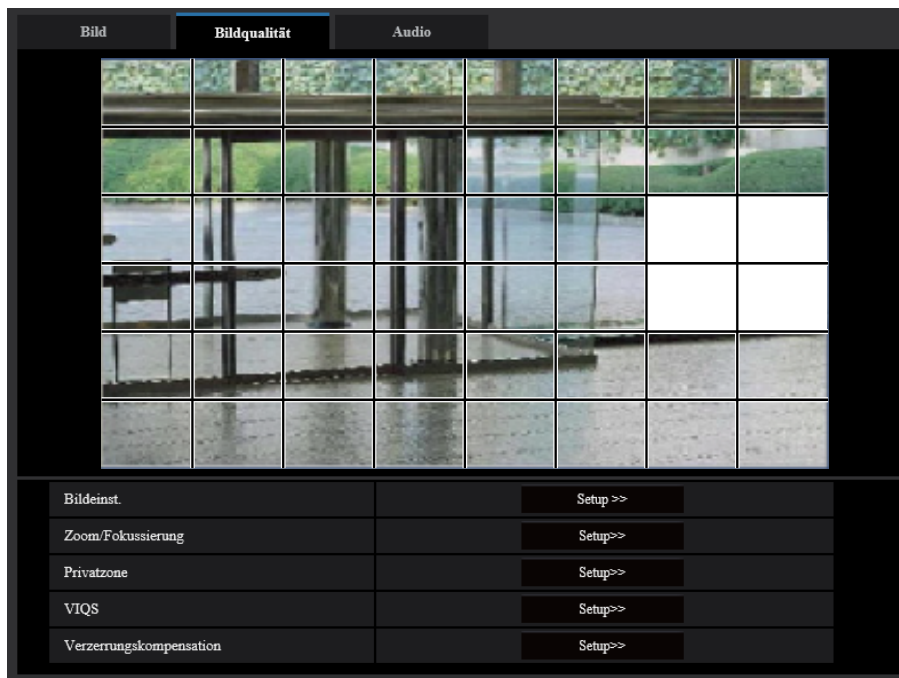 Bild Bildqualität Audio
Bildeinst. Setup >>
Zoom/Fokussierung Setup>>
Privatzone Setup>>
VIQS Setup>>
Verzerrungskompensation Setup>>